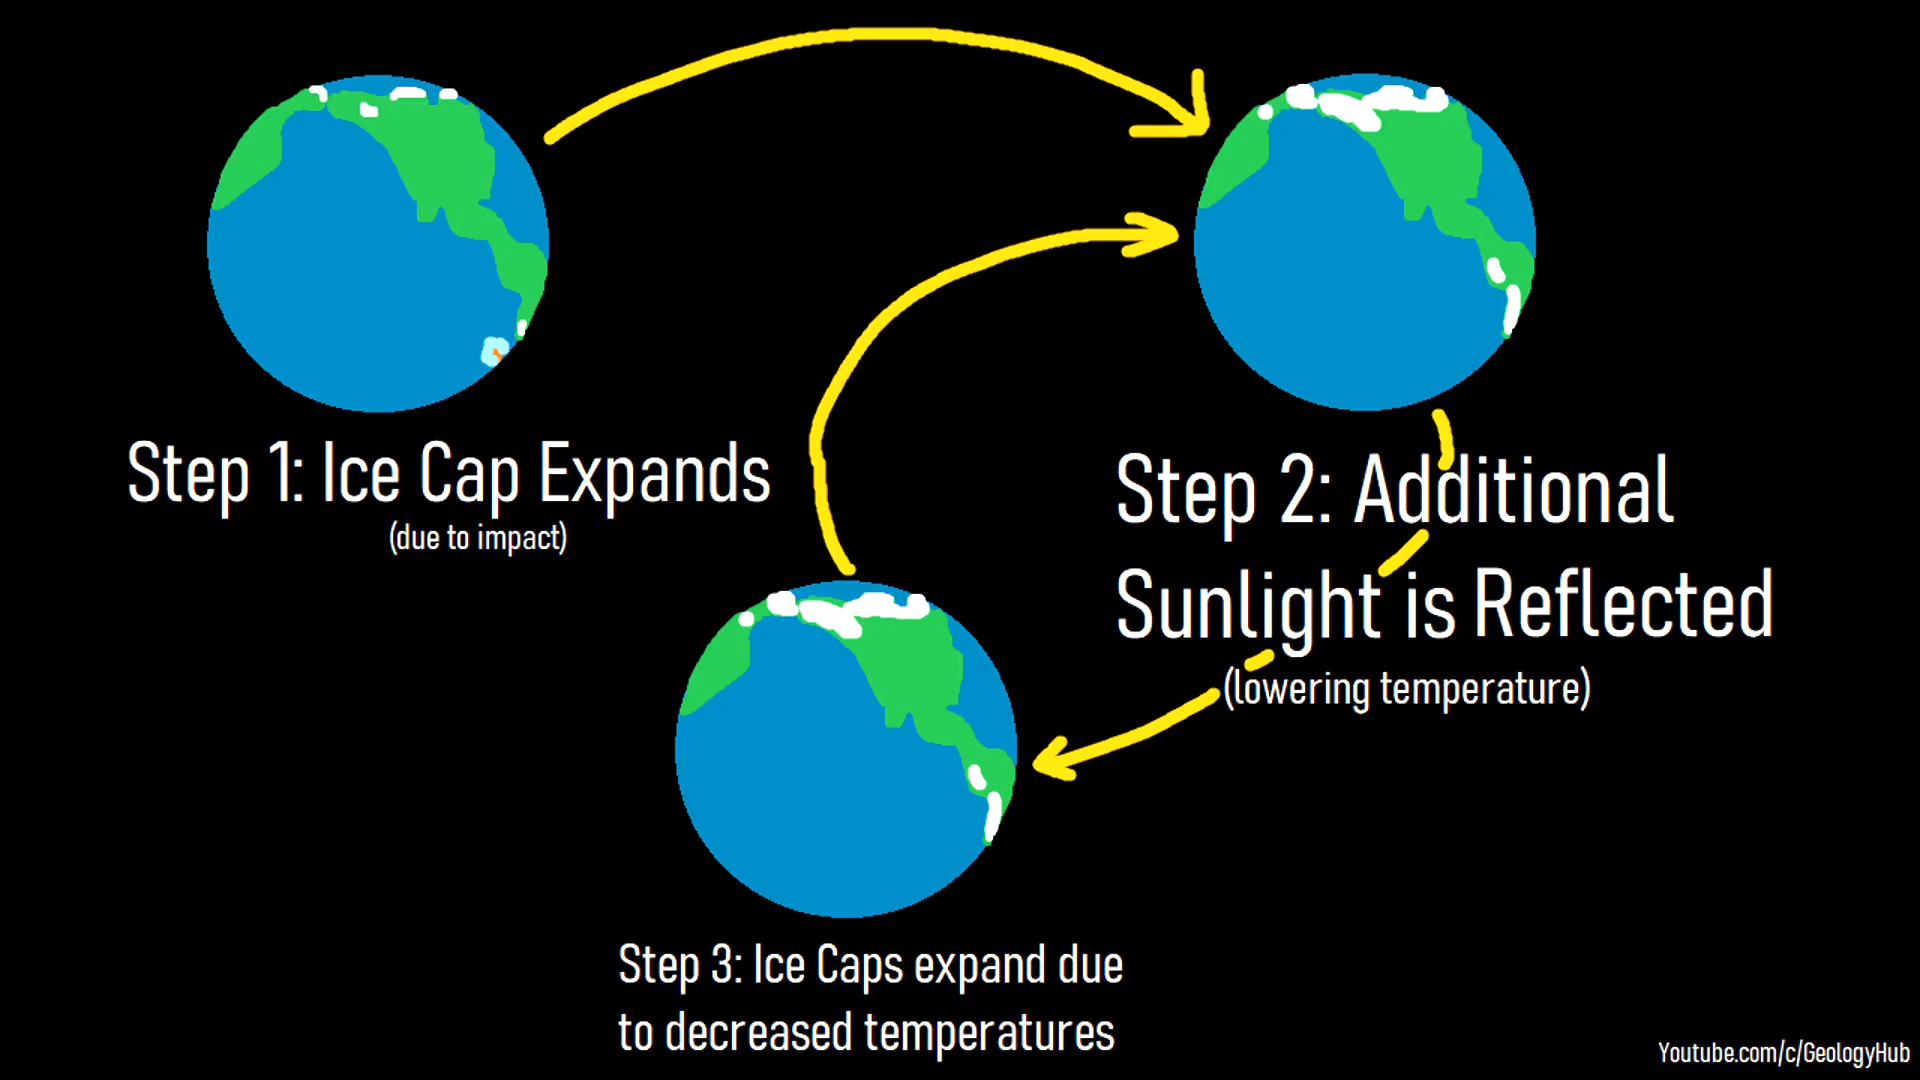 Step 1: Ice Cap Expands
(due to impact)
Step 2: Additional
Sunlight is Reflected
(lowering temperature)
Step 3: Ice Caps expand due
to decreased temperatures
Youtube.com/c/GeologyHub